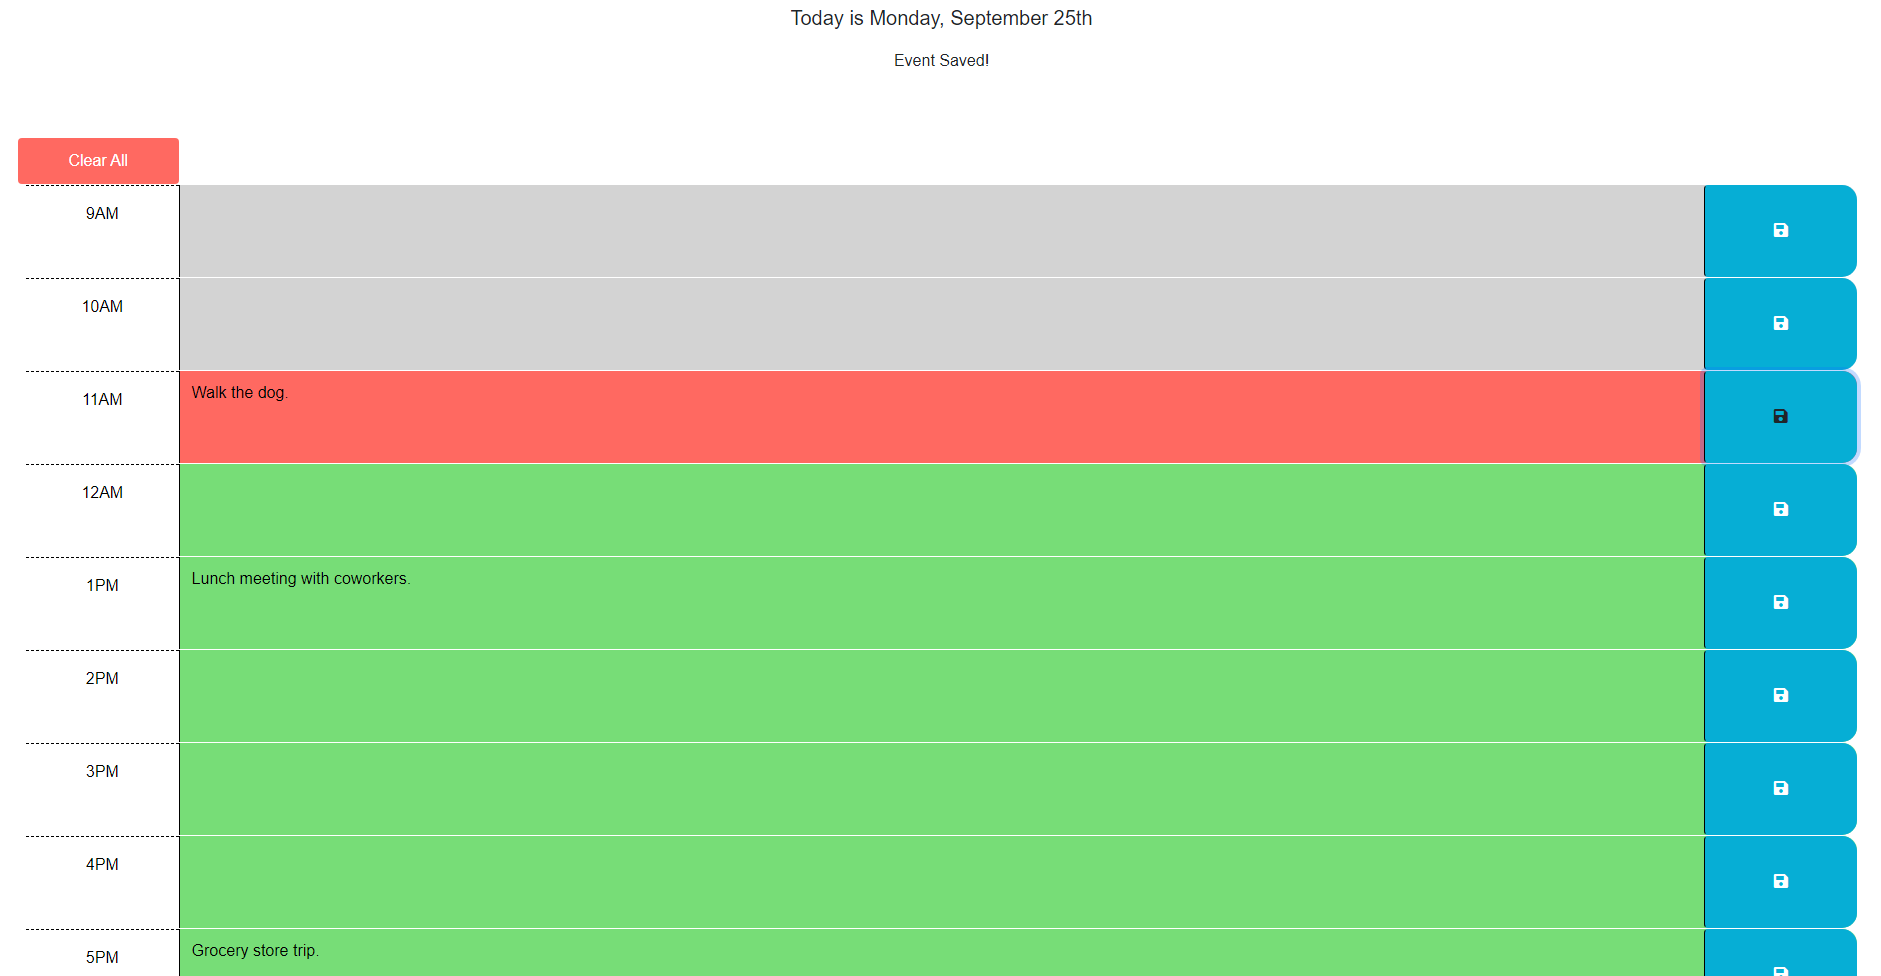 Today is Monday, September 25th
Event Saved!
Clear All
9AM
10AM
11AM
Walk the dog.
12AM
1PM
Lunch meeting with coworkers.
2PM
3PM
4PM
5PM
Grocery store trip.